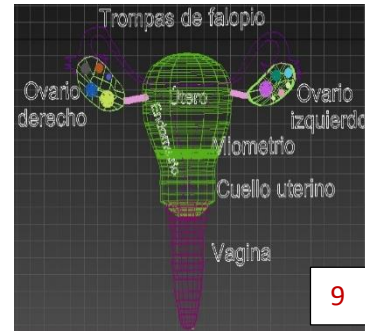 Trompas de falopio
Ovario
derecho
Útero
Ovario
izquierdo
Endometrio
Miometrio
Cuello uterino
Vagina
9